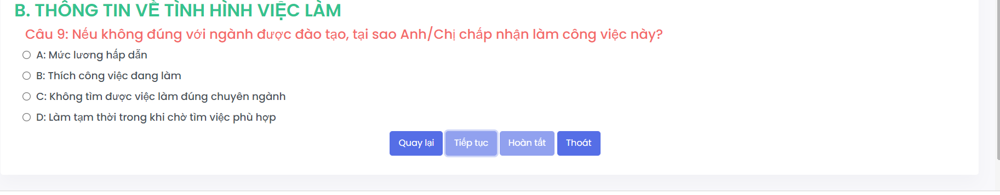 B. THÔNG TIN VỀ TÌNH HÌNH VIỆC LÀM
Câu 9: Nếu không đúng với ngành được đào tạo, tại sao Anh/Chị chấp nhận làm công việc này?
A: Mức lương hấp dẫn
B: Thích công việc đang làm
C: Không tìm được việc làm đúng chuyên ngành
D: Làm tạm thời trong khi chờ tìm việc phù hợp
Quay lại Tiếp tục Hoàn tất Thoát